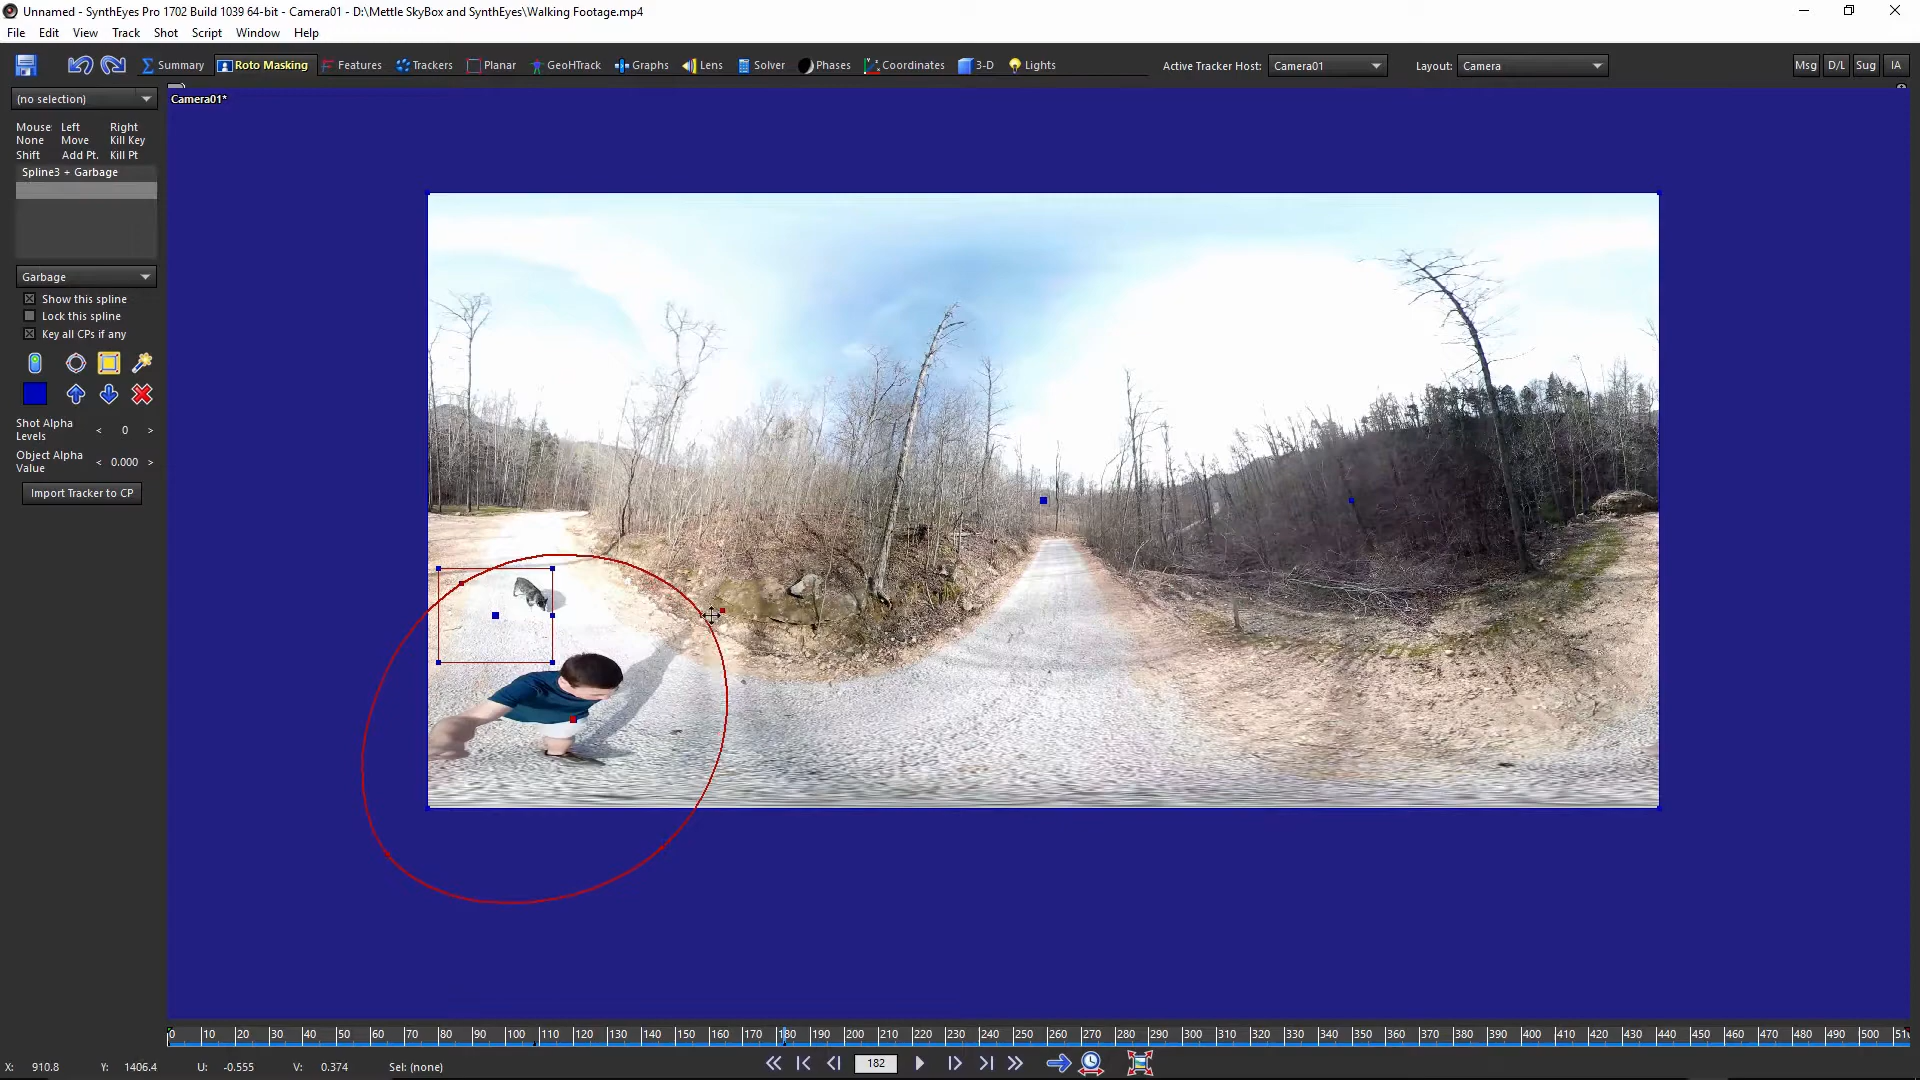 Unnamed - SynthEyes Pro 1702 Build 1039 64-bit - Camera01 - D:\Mettle SkyBox and SynthEyes\Walking Footage.mp4
File Edit View Track Shot Script Window Help
Summary Roto Masking Features Trackers Planar GeoHTrack Graphs Lens Solver Phases Coordinates 3-D Lights Active Tracker Host: Camera01 Layout: Camera Msg D/L Sug IA
(no selection)
Camera01*
Mouse: Left Right
None Move Kill Key
Shift Add Pt. Kill Pt
Spline3 + Garbage
Garbage
Show this spline
Lock this spline
Key all CPs if any
Shot Alpha
Levels < 0 >
Object Alpha
Value < 0.000 >
Import Tracker to CP
0 10 20 30 40 50 60 70 80 90 100 110 120 130 140 150 160 170 180 190 200 210 220 230 240 250 260 270 280 290 300 310 320 330 340 350 360 370 380 390 400 410 420 430 440 450 460 470 480 490 500
X: 910.8 Y: 1406.4 U: -0.555 V: 0.374 Sel: (none) 182